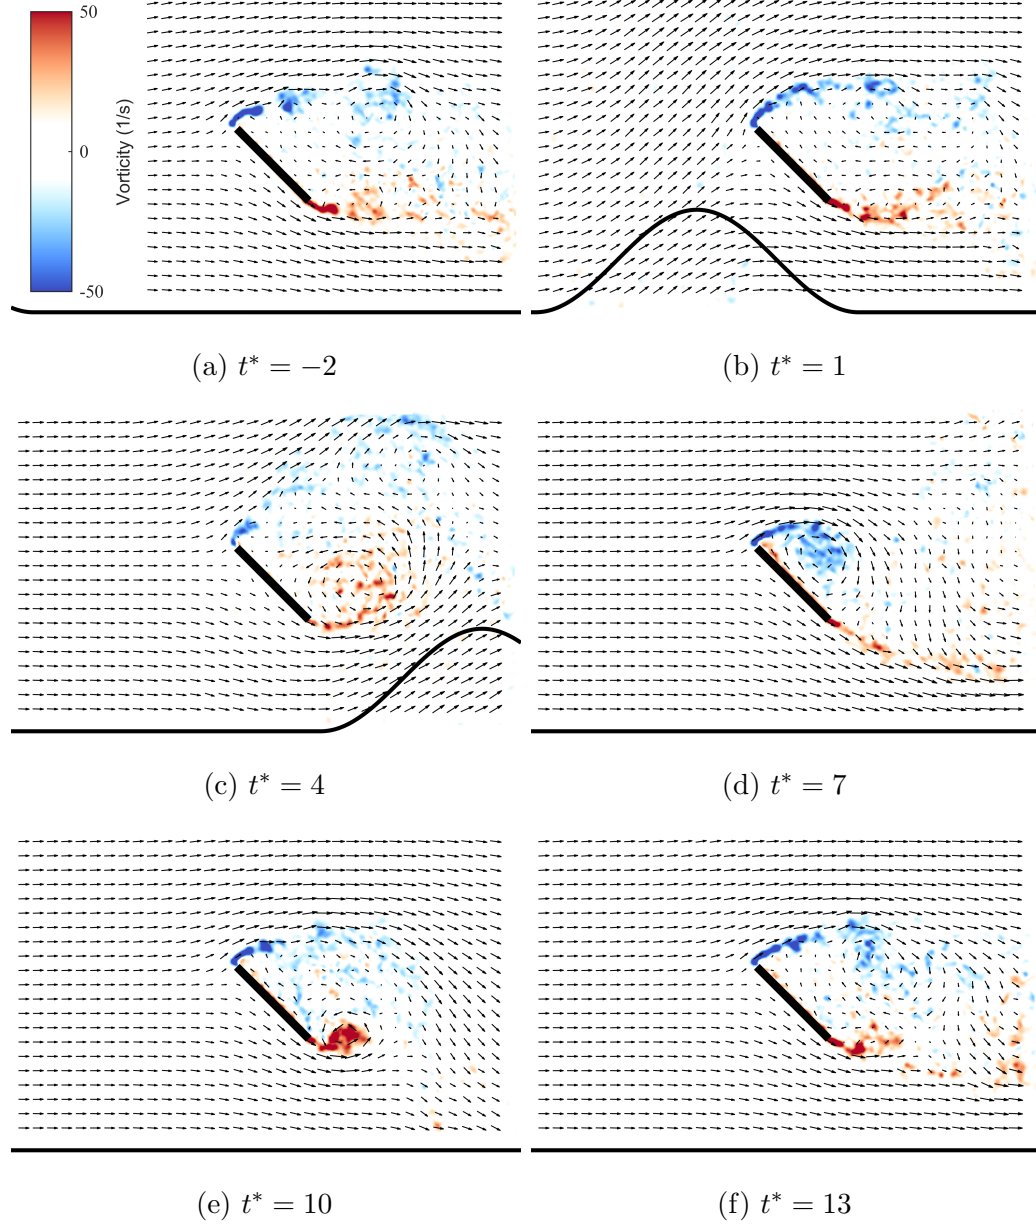 50
0
-50
Vorticity (1/s)
(a) t* = −2
(b) t* = 1
(c) t* = 4
(d) t* = 7
(e) t* = 10
(f) t* = 13